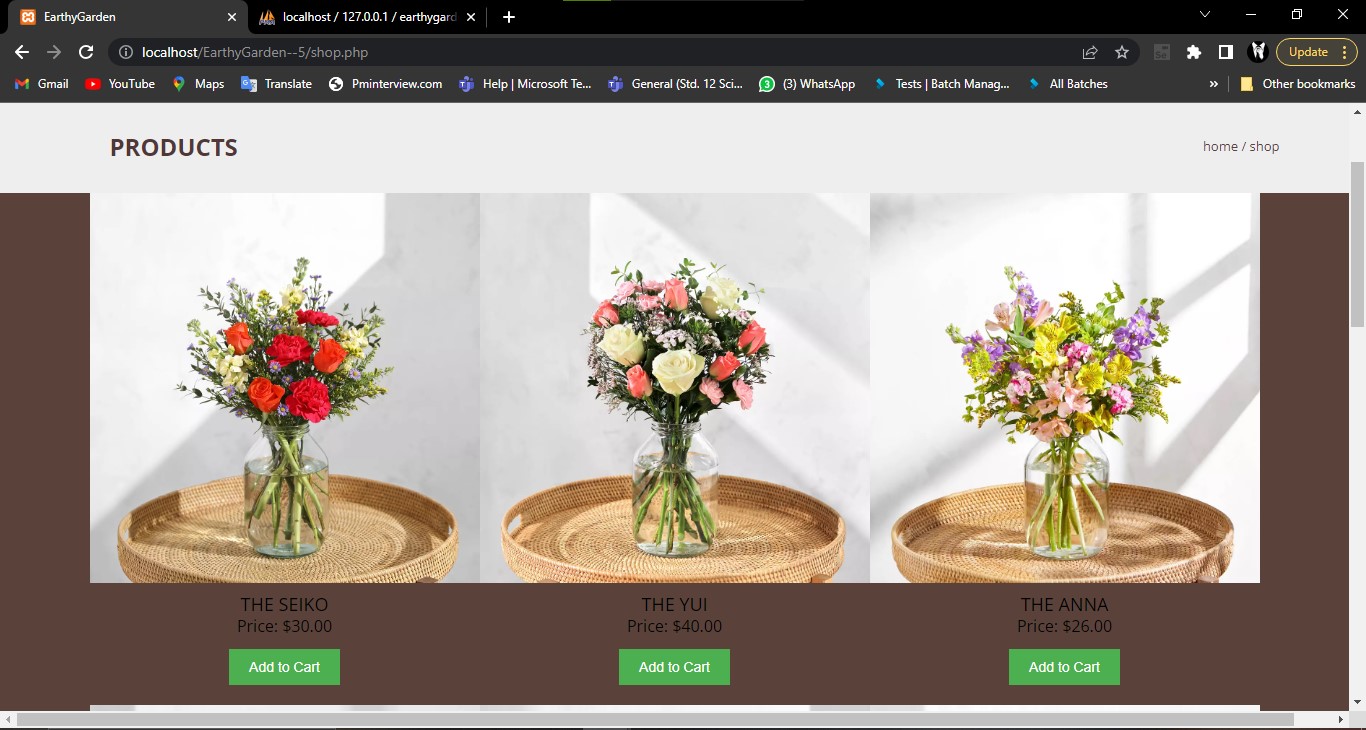 EarthyGarden
localhost / 127.0.0.1 / earthygard
localhost/EarthyGarden--5/shop.php
Update
Gmail
YouTube
Maps
Translate
Pminterview.com
Help | Microsoft Te...
General (Std. 12 Sci...
3
(3) WhatsApp
Tests | Batch Manag...
All Batches
»
Other bookmarks
PRODUCTS
home / shop
THE SEIKO
Price: $30.00
Add to Cart
THE YUI
Price: $40.00
Add to Cart
THE ANNA
Price: $26.00
Add to Cart